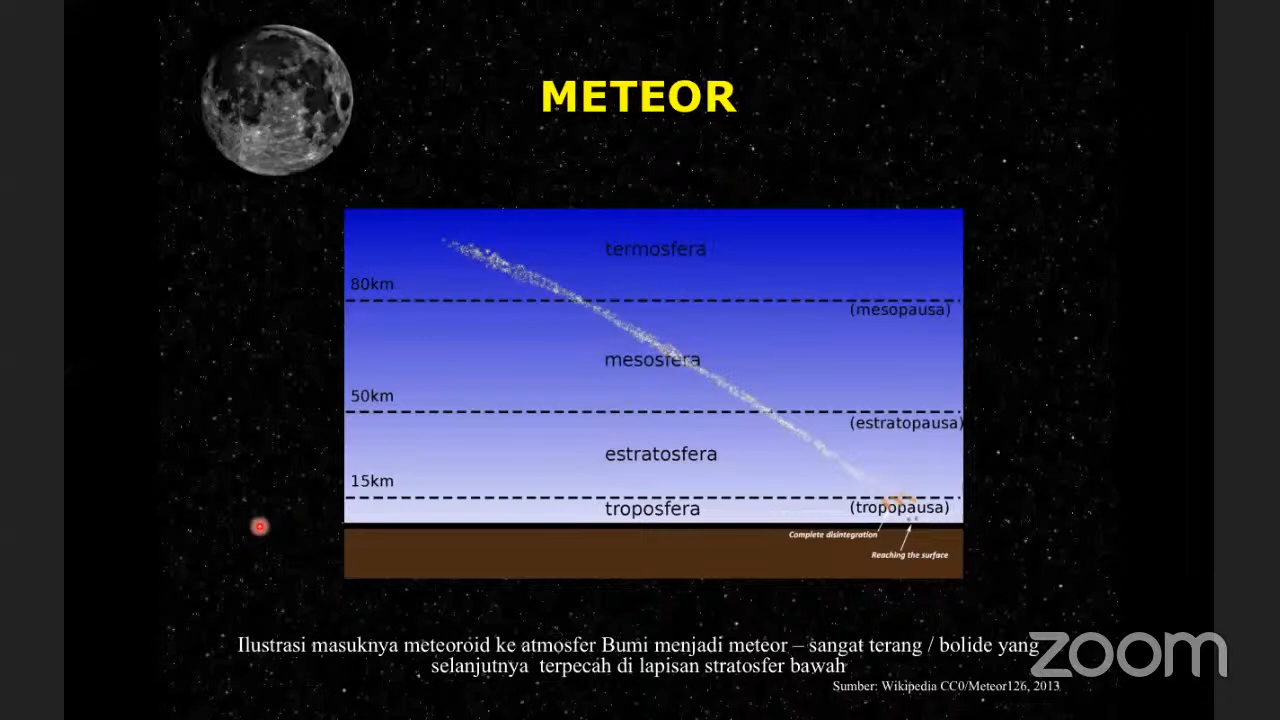 METEOR
termosfera
80km
(mesopausa)
mesosfera
50km
(estratopausa)
estratosfera
15km
troposfera
(tropopausa)
Complete disintegration
Reaching the surface
Ilustrasi masuknya meteoroid ke atmosfer Bumi menjadi meteor – sangat terang / bolide yang
selanjutnya  terpecah di lapisan stratosfer bawah
Sumber: Wikipedia CC0/Meteor126, 2013
zoom